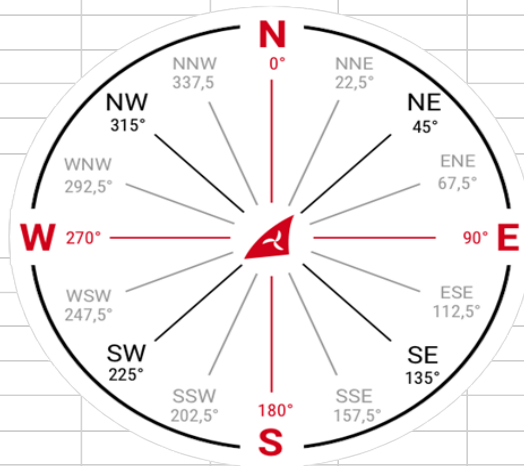 N
0°
NNW
337,5
NNE
22,5°
NW
315°
NE
45°
WNW
292,5°
ENE
67,5°
W 270°
90° E
WSW
247,5°
ESE
112,5°
SW
225°
SE
135°
SSW
202,5°
SSE
157,5°
180°
S